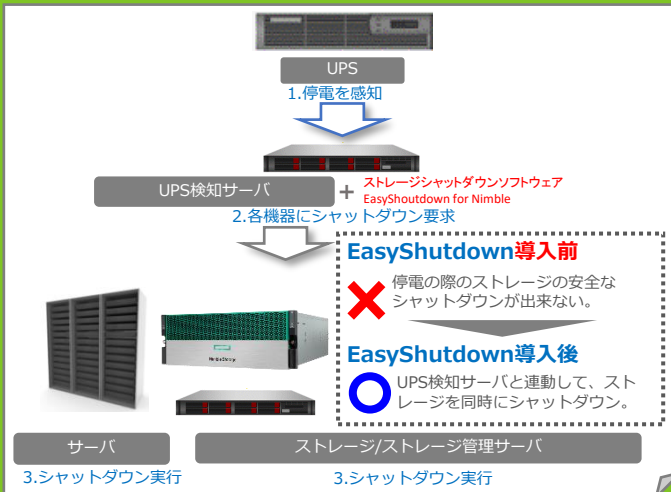 UPS
1.停電を感知
UPS検知サーバ
+
ストレージシャットダウンソフトウェア
EasyShoutdown for Nimble
2.各機器にシャットダウン要求
EasyShutdown導入前
停電の際のストレージの安全な
シャットダウンが出来ない。
EasyShutdown導入後
UPS検知サーバと連動して、スト
レージを同時にシャットダウン。
サーバ
ストレージ/ストレージ管理サーバ
3.シャットダウン実行
3.シャットダウン実行